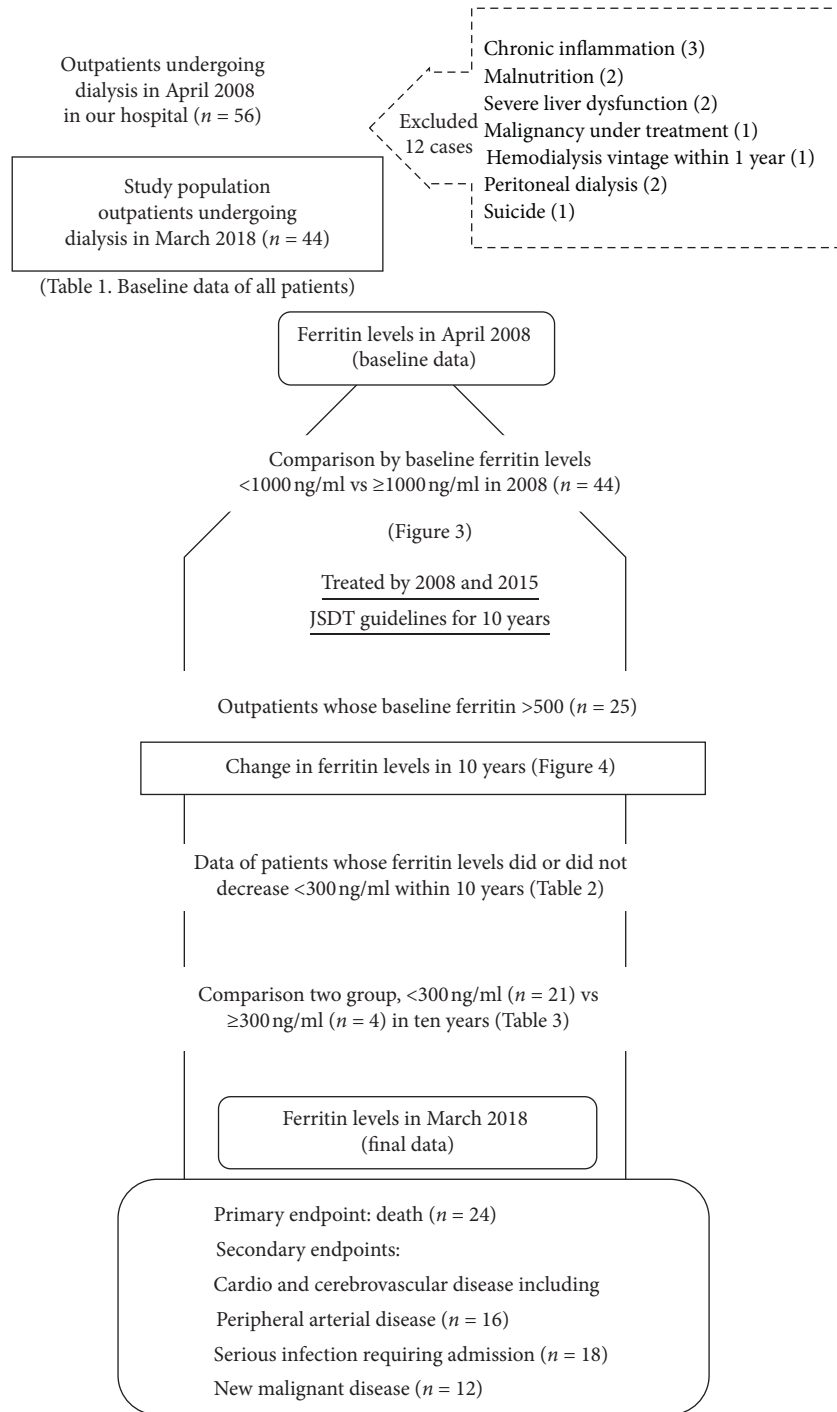 Outpatients undergoing
dialysis in April 2008
in our hospital (n = 56)
Excluded
12 cases
Chronic inflammation (3)
Malnutrition (2)
Severe liver dysfunction (2)
Malignancy under treatment (1)
Hemodialysis vintage within 1 year (1)
Peritoneal dialysis (2)
Suicide (1)
Study population
outpatients undergoing
dialysis in March 2018 (n = 44)
(Table 1. Baseline data of all patients)
Ferritin levels in April 2008
(baseline data)
Comparison by baseline ferritin levels
<1000 ng/ml vs ≥1000 ng/ml in 2008 (n = 44)
(Figure 3)
Treated by 2008 and 2015
JSDT guidelines for 10 years
Outpatients whose baseline ferritin >500 (n = 25)
Change in ferritin levels in 10 years (Figure 4)
Data of patients whose ferritin levels did or did not
decrease <300 ng/ml within 10 years (Table 2)
Comparison two group, <300 ng/ml (n = 21) vs
≥300 ng/ml (n = 4) in ten years (Table 3)
Ferritin levels in March 2018
(final data)
Primary endpoint: death (n = 24)
Secondary endpoints:
Cardio and cerebrovascular disease including
Peripheral arterial disease (n = 16)
Serious infection requiring admission (n = 18)
New malignant disease (n = 12)